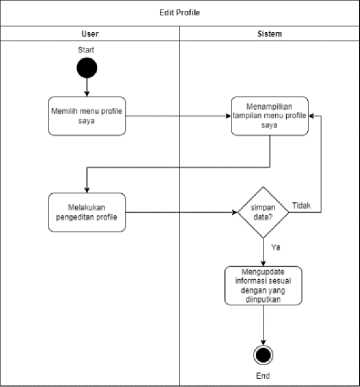 Edit Profile
User
Sistem
Start
Memilih menu profile
saya
Menampilkan
tampilan menu profile
saya
Melakukan
pengeditan profile
simpan
data?
Tidak
Ya
Mengupdate
informasi sesuai
dengan yang
diinputkan
End